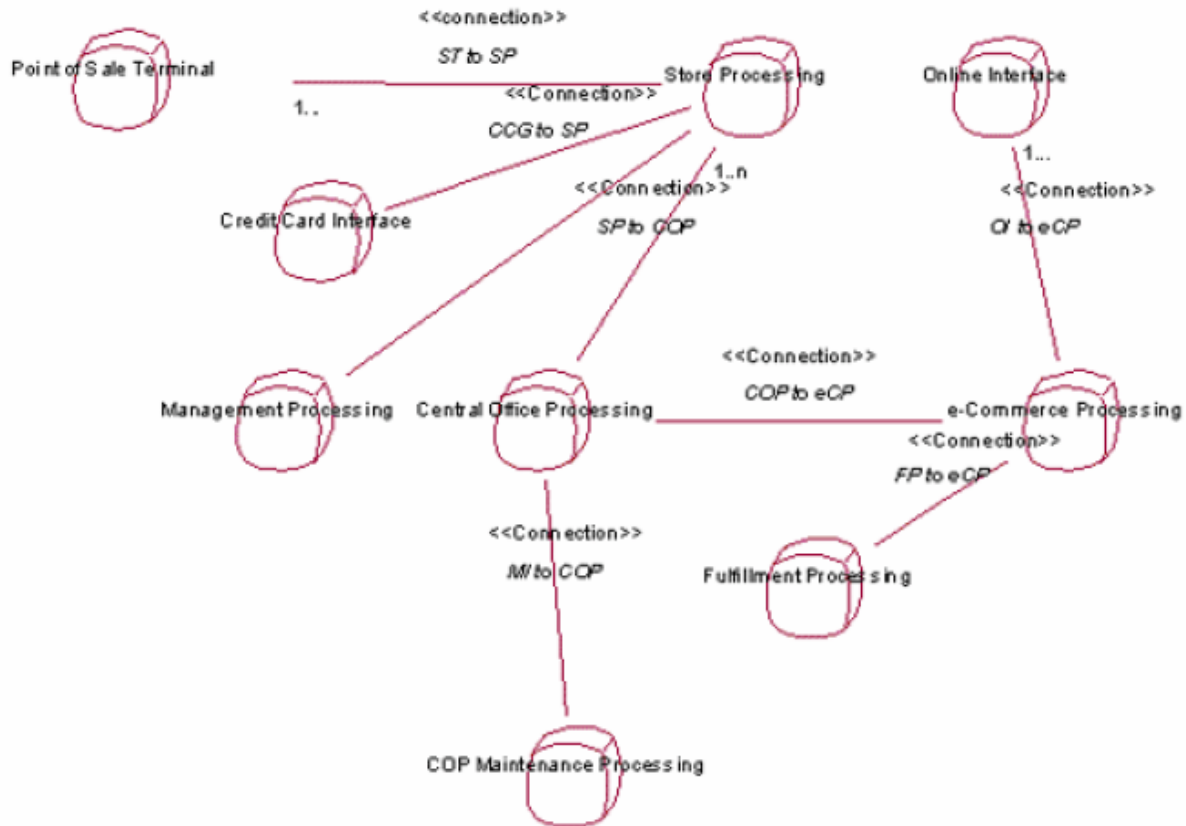 <<connection>>
ST to SP
Point of Sale Terminal
Store Processing
Online Interface
1..
<<Connection>>
CCG to SP
1..n
1...
<<Connection>>
SP to COP
<<Connection>>
OI to eCP
Credit Card Interface
<<Connection>>
COP to eCP
Management Processing
Central Office Processing
e-Commerce Processing
<<Connection>>
FP to eCP
<<Connection>>
MI to COP
Fulfillment Processing
COP Maintenance Processing